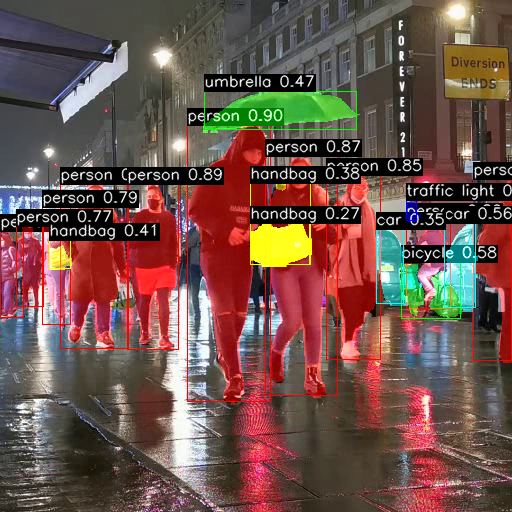 umbrella 0.47
person 0.90
person 0.87
person 0.85
person (
person 0.89
handbag 0.38
person 0.79
traffic light 0
perso
pe
person 0.77
handbag 0.27
car 0.35
car 0.56
handbag 0.41
bicycle 0.58
FOREVER 21
Diversion
ENDS